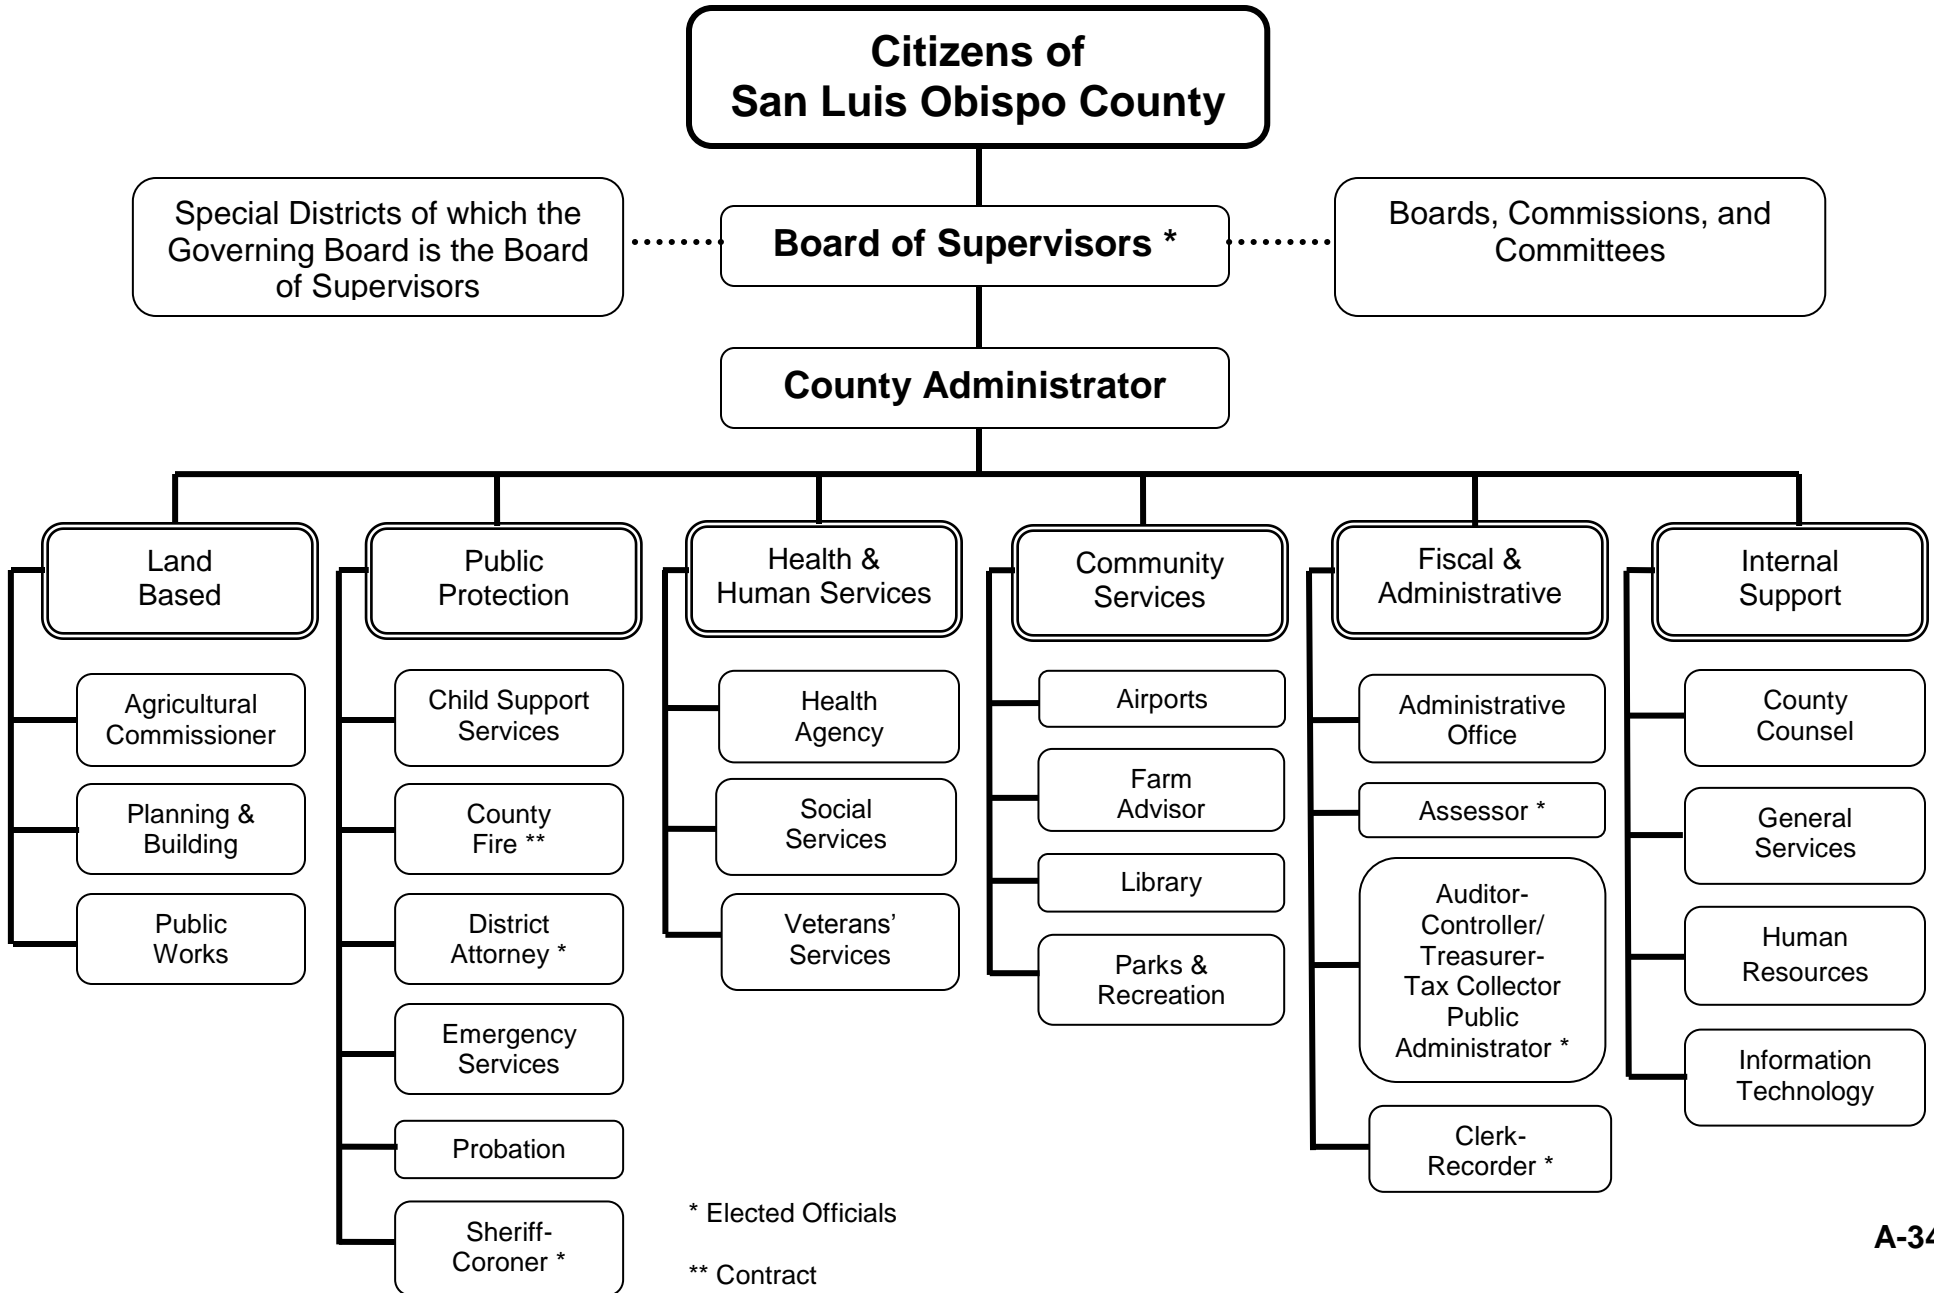 Citizens of
San Luis Obispo County
Special Districts of which the
Governing Board is the Board
of Supervisors
Board of Supervisors *
Boards, Commissions, and
Committees
County Administrator
Land
Based
Agricultural
Commissioner
Planning &
Building
Public
Works
Public
Protection
Child Support
Services
County
Fire **
District
Attorney *
Emergency
Services
Probation
Sheriff-
Coroner *
Health &
Human Services
Health
Agency
Social
Services
Veterans’
Services
Community
Services
Airports
Farm
Advisor
Library
Parks &
Recreation
Fiscal &
Administrative
Administrative
Office
Assessor *
Auditor-
Controller/
Treasurer-
Tax Collector
Public
Administrator *
Clerk-
Recorder *
Internal
Support
County
Counsel
General
Services
Human
Resources
Information
Technology
* Elected Officials
** Contract
A-34